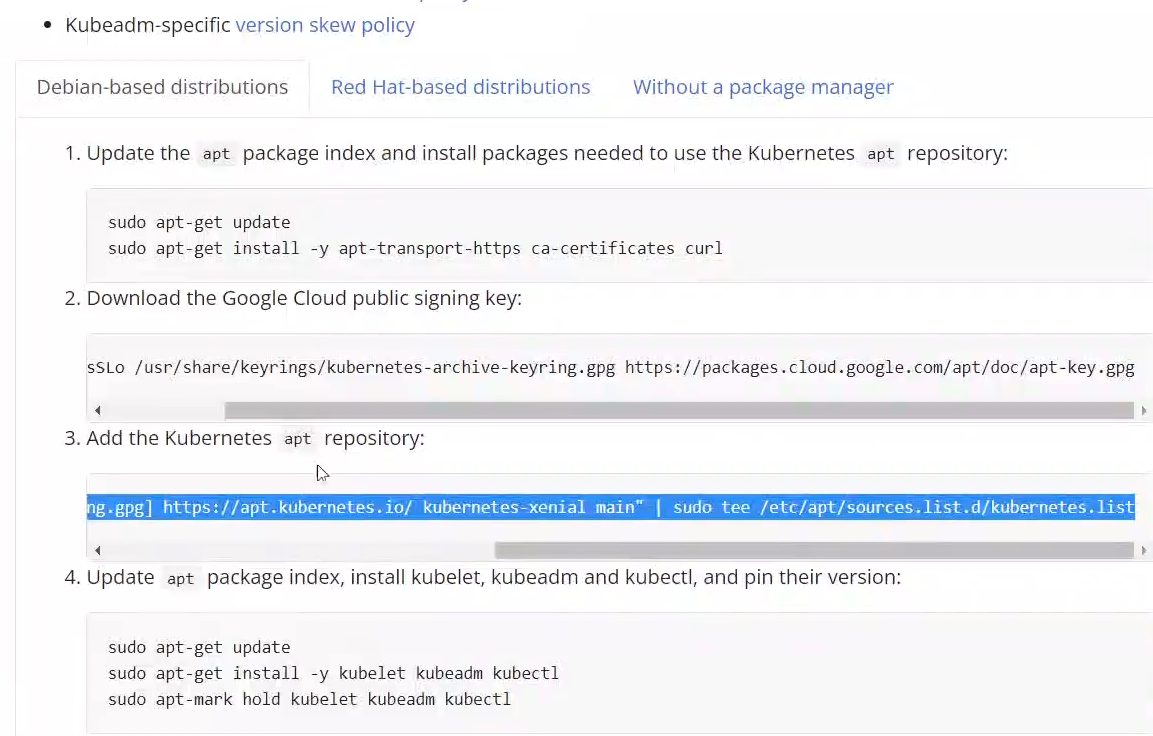 • Kubeadm-specific version skew policy
Debian-based distributions Red Hat-based distributions Without a package manager
1. Update the apt package index and install packages needed to use the Kubernetes apt repository:
sudo apt-get update
sudo apt-get install -y apt-transport-https ca-certificates curl
2. Download the Google Cloud public signing key:
sSLo /usr/share/keyrings/kubernetes-archive-keyring.gpg https://packages.cloud.google.com/apt/doc/apt-key.gpg
3. Add the Kubernetes apt repository:
ng.gpg] https://apt.kubernetes.io/ kubernetes-xenial main" | sudo tee /etc/apt/sources.list.d/kubernetes.list
4. Update apt package index, install kubelet, kubeadm and kubectl, and pin their version:
sudo apt-get update
sudo apt-get install -y kubelet kubeadm kubectl
sudo apt-mark hold kubelet kubeadm kubectl